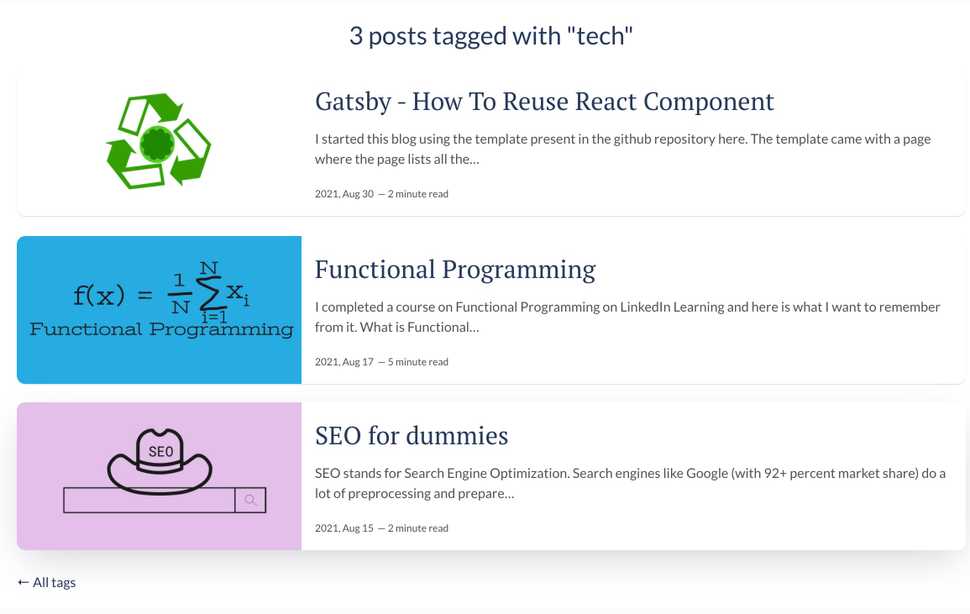 3 posts tagged with "tech"
Gatsby - How To Reuse React Component
I started this blog using the template present in the github repository here. The template came with a page
where the page lists all the...
2021, Aug 30 — 2 minute read
f(x) = 1/N N∑i=1 xi
Functional Programming
Functional Programming
I completed a course on Functional Programming on LinkedIn Learning and here is what I want to remember
from it. What is Functional...
2021, Aug 17 — 5 minute read
SEO
SEO for dummies
SEO stands for Search Engine Optimization. Search engines like Google (with 92+ percent market share) do a
lot of preprocessing and prepare...
2021, Aug 15 — 2 minute read
← All tags